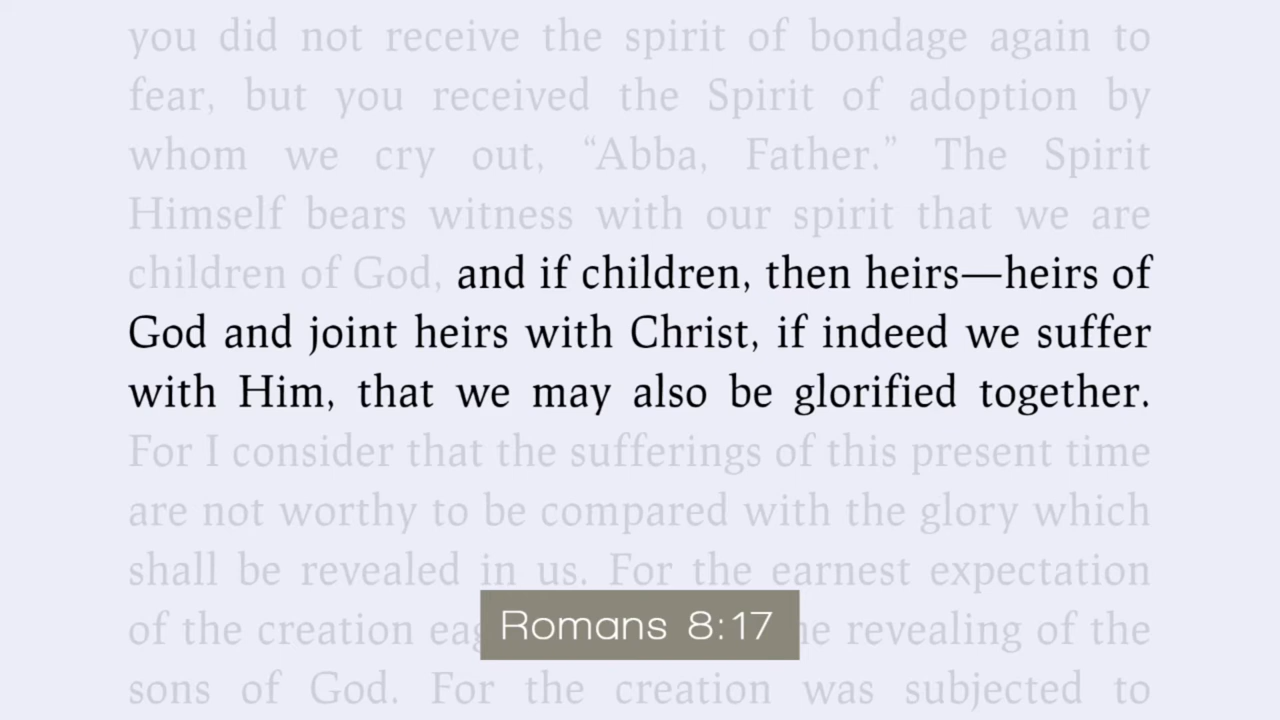 you did not receive the spirit of bondage again to
fear, but you received the Spirit of adoption by
whom we cry out, “Abba, Father.” The Spirit
Himself bears witness with our spirit that we are
children of God, and if children, then heirs—heirs of
God and joint heirs with Christ, if indeed we suffer
with Him, that we may also be glorified together.
For I consider that the sufferings of this present time
are not worthy to be compared with the glory which
shall be revealed in us. For the earnest expectation
of the creation revealing of the
Romans 8:17
sons of God. For the creation was subjected to